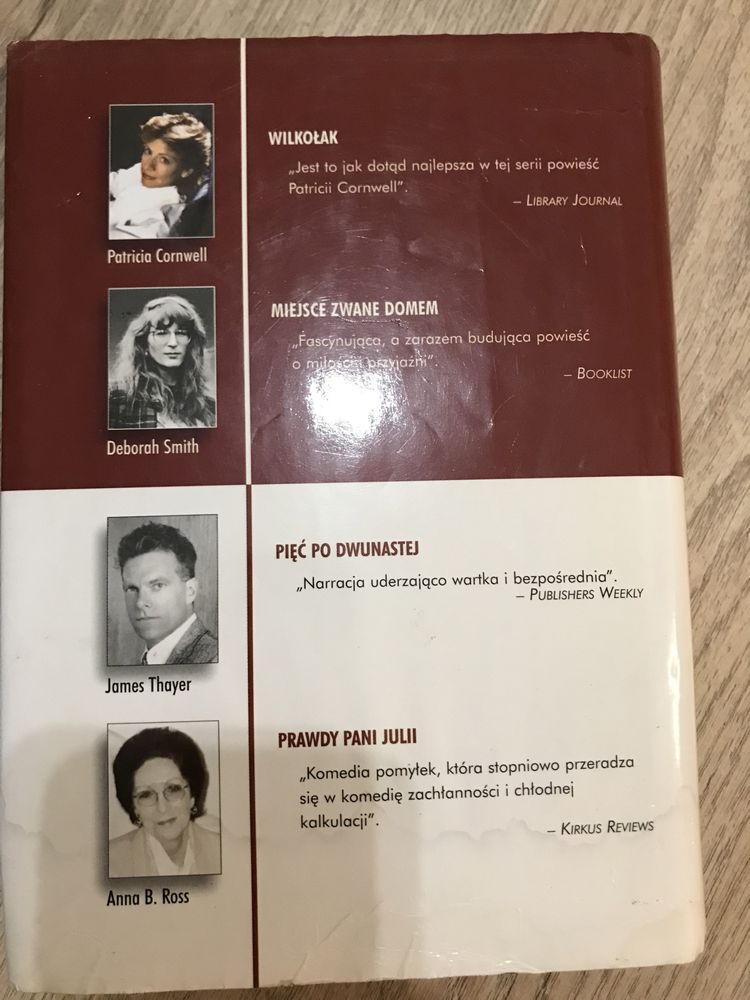 WILKOŁAK
„Jest to jak dotąd najlepsza w tej serii powieść
Patricii Cornwell”.
– LIBRARY JOURNAL
Patricia Cornwell
MIEJSCE ZWANE DOMEM
„Fascynująca, a zarazem budująca powieść
o miłości i przyjaźni”.
– BOOKLIST
Deborah Smith
PIĘĆ PO DWUNASTEJ
„Narracja uderzająco wartka i bezpośrednia”.
– PUBLISHERS WEEKLY
James Thayer
PRAWDY PANI JULII
„Komedia pomyłek, która stopniowo przeradza
się w komedię zachłanności i chłodnej
kalkulacji”.
– KIRKUS REVIEWS
Anna B. Ross